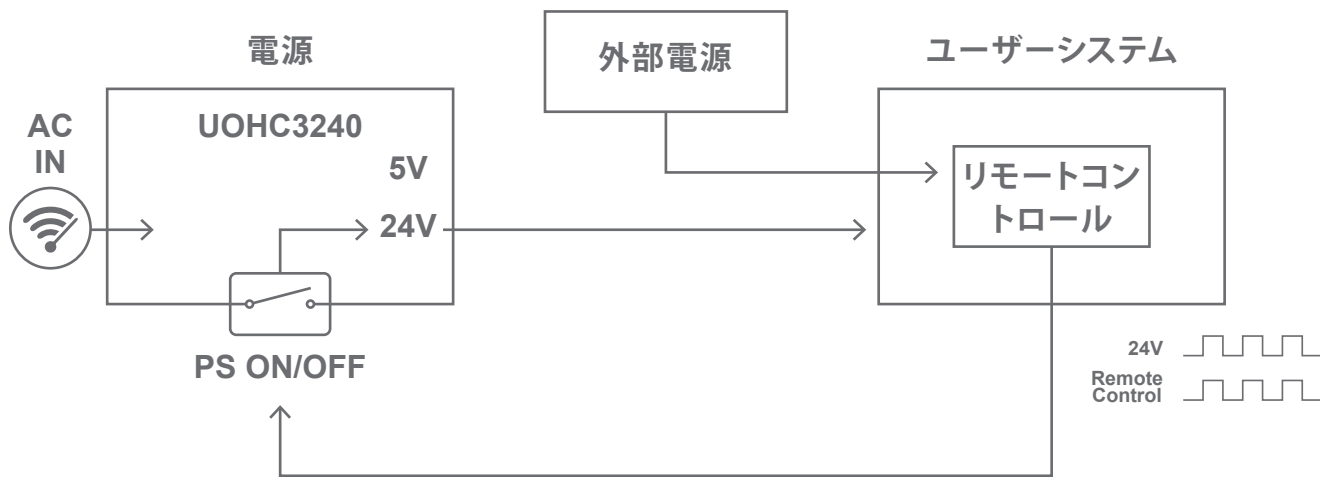 電源
外部電源
ユーザーシステム
AC
IN
UOHC3240
5V
24V
リモートコン
トロール
PS ON/OFF
24V
Remote
Control